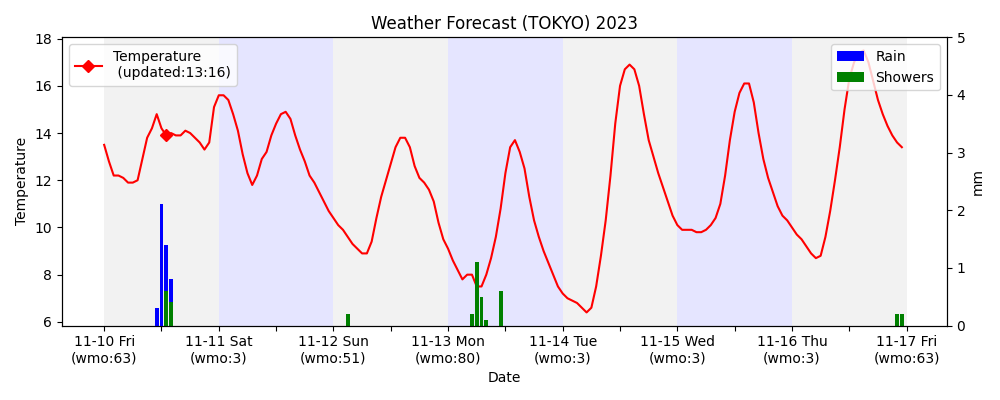 Weather Forecast (TOKYO) 2023
Temperature
(updated:13:16)
Rain
Showers
Temperature
18
16
14
12
10
8
6
5
4
3
2
1
0
mm
11-10 Fri
(wmo:63)
11-11 Sat
(wmo:3)
11-12 Sun
(wmo:51)
11-13 Mon
(wmo:80)
11-14 Tue
(wmo:3)
11-15 Wed
(wmo:3)
11-16 Thu
(wmo:3)
11-17 Fri
(wmo:63)
Date